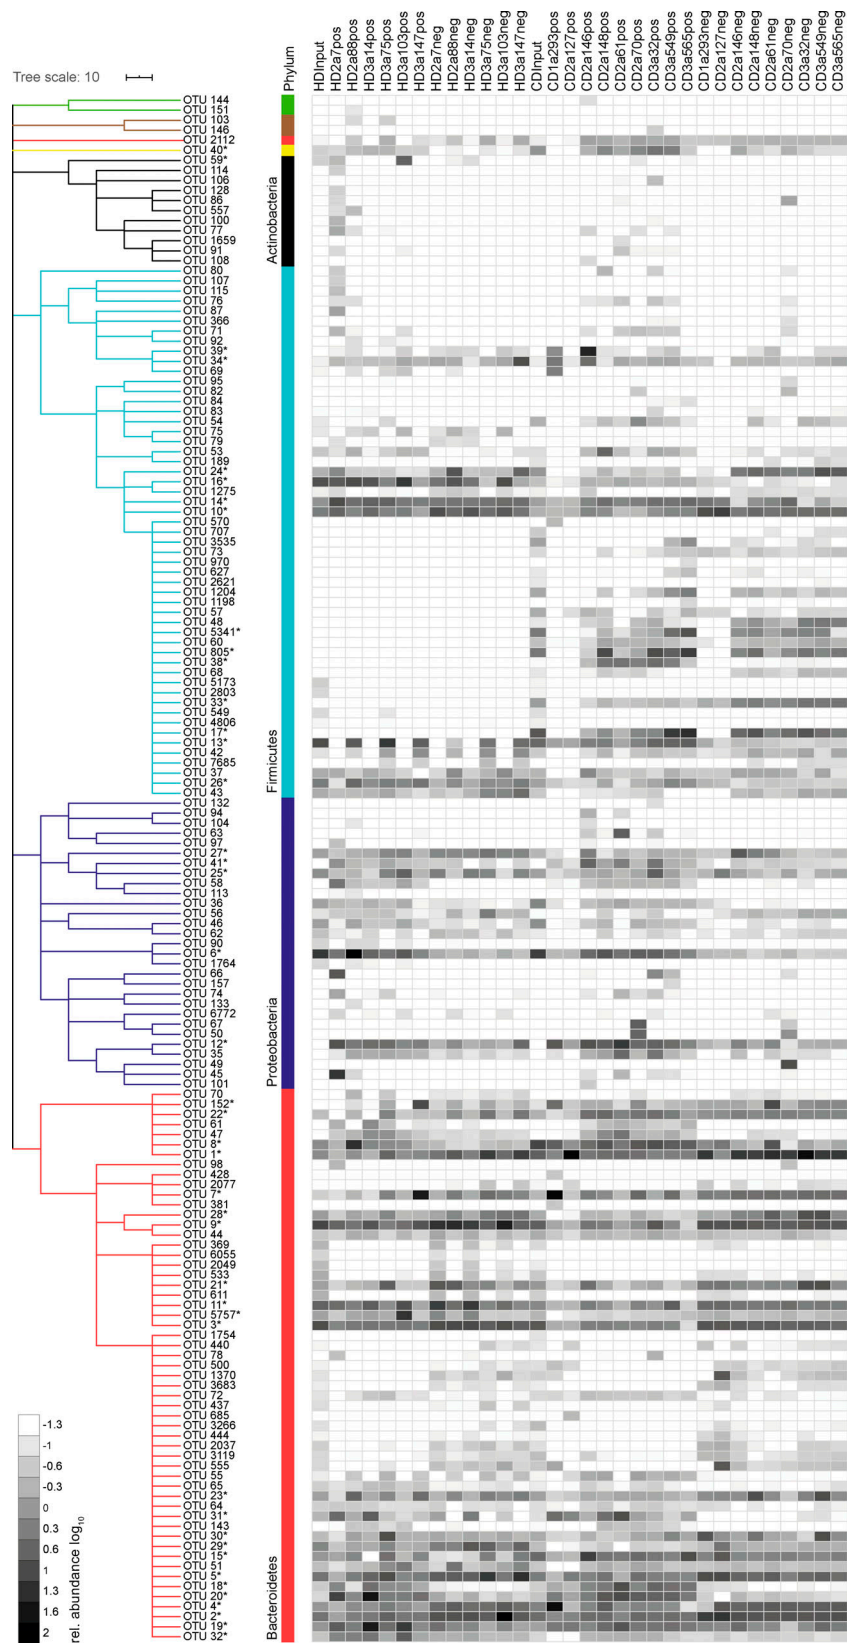 Tree scale: 10
Phylum
HDInput
HD2a7pos
HD2a88pos
HD3a14pos
HD3a75pos
HD3a103pos
HD3a147pos
HD2a7neg
HD2a88neg
HD3a14neg
HD3a75neg
HD3a103neg
HD3a147neg
CDInput
CD1a293pos
CD2a127pos
CD2a146pos
CD2a148pos
CD2a61pos
CD2a70pos
CD3a32pos
CD3a549pos
CD3a565pos
CD1a293neg
CD2a127neg
CD2a146neg
CD2a148neg
CD2a61neg
CD2a70neg
CD3a32neg
CD3a549neg
CD3a565neg
OTU 144
OTU 151
OTU 103
OTU 146
OTU 2112
OTU 40*
OTU 59*
OTU 114
OTU 106
OTU 128
OTU 86
OTU 557
OTU 100
OTU 77
OTU 1659
OTU 91
OTU 108
Actinobacteria
OTU 80
OTU 107
OTU 115
OTU 76
OTU 87
OTU 366
OTU 71
OTU 92
OTU 39*
OTU 34*
OTU 69
OTU 95
OTU 82
OTU 84
OTU 83
OTU 54
OTU 75
OTU 79
OTU 53
OTU 189
OTU 24*
OTU 16*
OTU 1275
OTU 14*
OTU 10*
OTU 570
OTU 707
OTU 3535
OTU 73
OTU 970
OTU 627
OTU 2621
OTU 1204
OTU 1198
OTU 57
OTU 48
OTU 5341*
OTU 60
OTU 805*
OTU 38*
OTU 68
OTU 5173
OTU 2803
OTU 33*
OTU 549
OTU 4806
OTU 17*
OTU 13*
OTU 42
OTU 7685
OTU 37
OTU 26*
OTU 43
Firmicutes
OTU 132
OTU 94
OTU 104
OTU 63
OTU 97
OTU 27*
OTU 41*
OTU 25*
OTU 58
OTU 113
OTU 36
OTU 56
OTU 46
OTU 62
OTU 90
OTU 6*
OTU 1764
OTU 66
OTU 157
OTU 74
OTU 133
OTU 6772
OTU 67
OTU 50
OTU 12*
OTU 35
OTU 49
OTU 45
OTU 101
Proteobacteria
OTU 70
OTU 152*
OTU 22*
OTU 61
OTU 47
OTU 8*
OTU 1*
OTU 98
OTU 428
OTU 2077
OTU 7*
OTU 381
OTU 28*
OTU 9*
OTU 44
OTU 369
OTU 6055
OTU 2049
OTU 533
OTU 21*
OTU 611
OTU 11*
OTU 5757*
OTU 3*
OTU 1754
OTU 440
OTU 78
OTU 500
OTU 1370
OTU 3683
OTU 72
OTU 437
OTU 685
OTU 3266
OTU 444
OTU 2037
OTU 3119
OTU 555
OTU 55
OTU 65
OTU 23*
OTU 64
OTU 31*
OTU 143
OTU 30*
OTU 29*
OTU 15*
OTU 51
OTU 5*
OTU 18*
OTU 20*
OTU 4*
OTU 2*
OTU 19*
OTU 32*
Bacteroidetes
-1.3
-1
-0.6
-0.3
0
0.3
0.6
1
1.3
1.6
2
rel. abundance log10